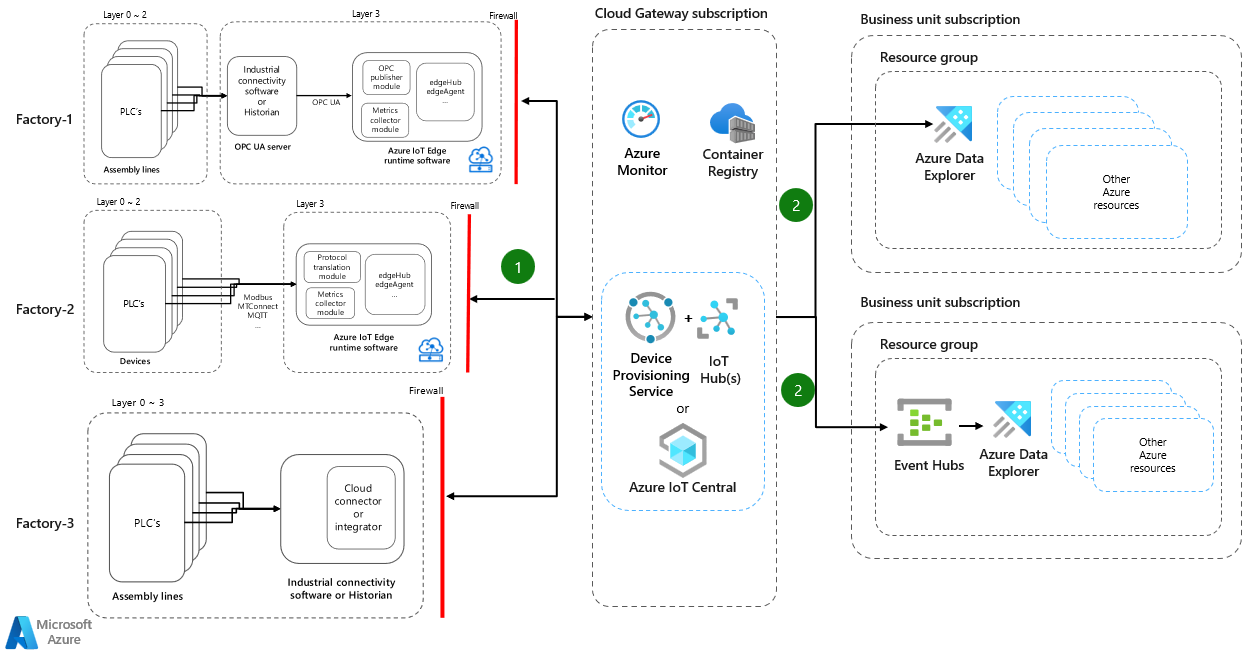 Layer 0 ~ 2
Layer 3
Firewall
Factory-1
PLC's
Assembly lines
Industrial
connectivity
software
or
Historian
OPC UA server
OPC UA
OPC
publisher
module
Metrics
collector
module
edgeHub
edgeAgent
...
Azure IoT Edge
runtime software
Layer 0 ~ 2
Layer 3
Firewall
Factory-2
PLC's
Devices
Modbus
MTConnect
MQTT
...
Protocol
translation
module
Metrics
collector
module
edgeHub
edgeAgent
...
Azure IoT Edge
runtime software
Layer 0 ~ 3
Firewall
Factory-3
PLC's
Assembly lines
Cloud
connector
or
integrator
Industrial connectivity
software or Historian
1
Cloud Gateway subscription
Azure
Monitor
Container
Registry
Device
Provisioning
Service
+
IoT
Hub(s)
or
Azure IoT Central
2
2
Business unit subscription
Resource group
Azure Data
Explorer
Other
Azure
resources
Business unit subscription
Resource group
Event Hubs
Azure Data
Explorer
Other
Azure
resources
Microsoft
Azure